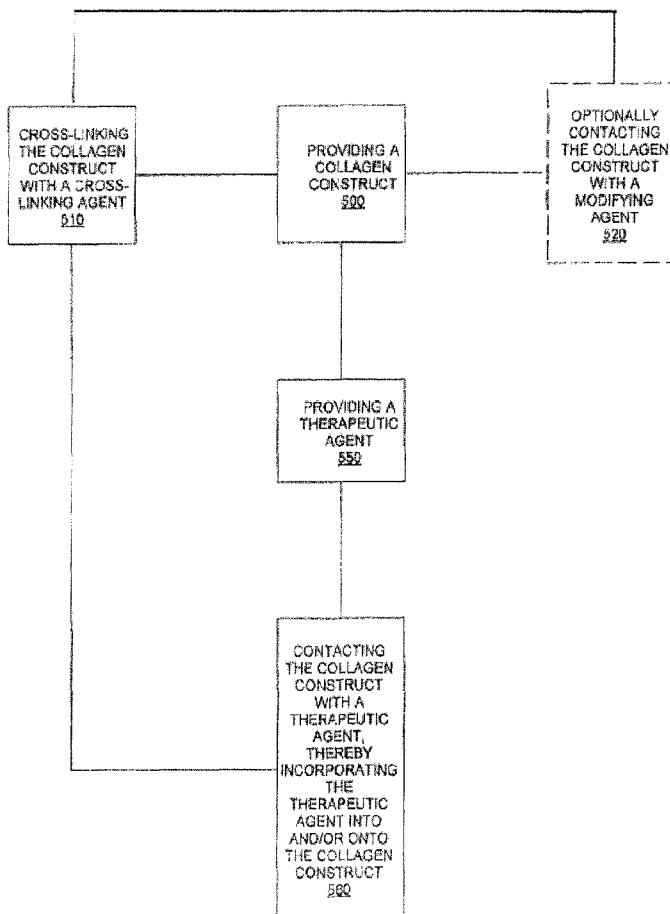 CROSS-LINKING
THE COLLAGEN
CONSTRUCT
WITH A CROSS-
LINKING AGENT
510
PROVIDING A
COLLAGEN
CONSTRUCT
500
OPTIONALLY
CONTACTING
THE COLLAGEN
CONSTRUCT
WITH A
MODIFYING
AGENT
520
PROVIDING A
THERAPEUTIC
AGENT
550
CONTACTING
THE COLLAGEN
CONSTRUCT
WITH A
THERAPEUTIC
AGENT,
THEREBY
INCORPORATING
THE
THERAPEUTIC
AGENT INTO
AND/OR ONTO
THE COLLAGEN
CONSTRUCT
560